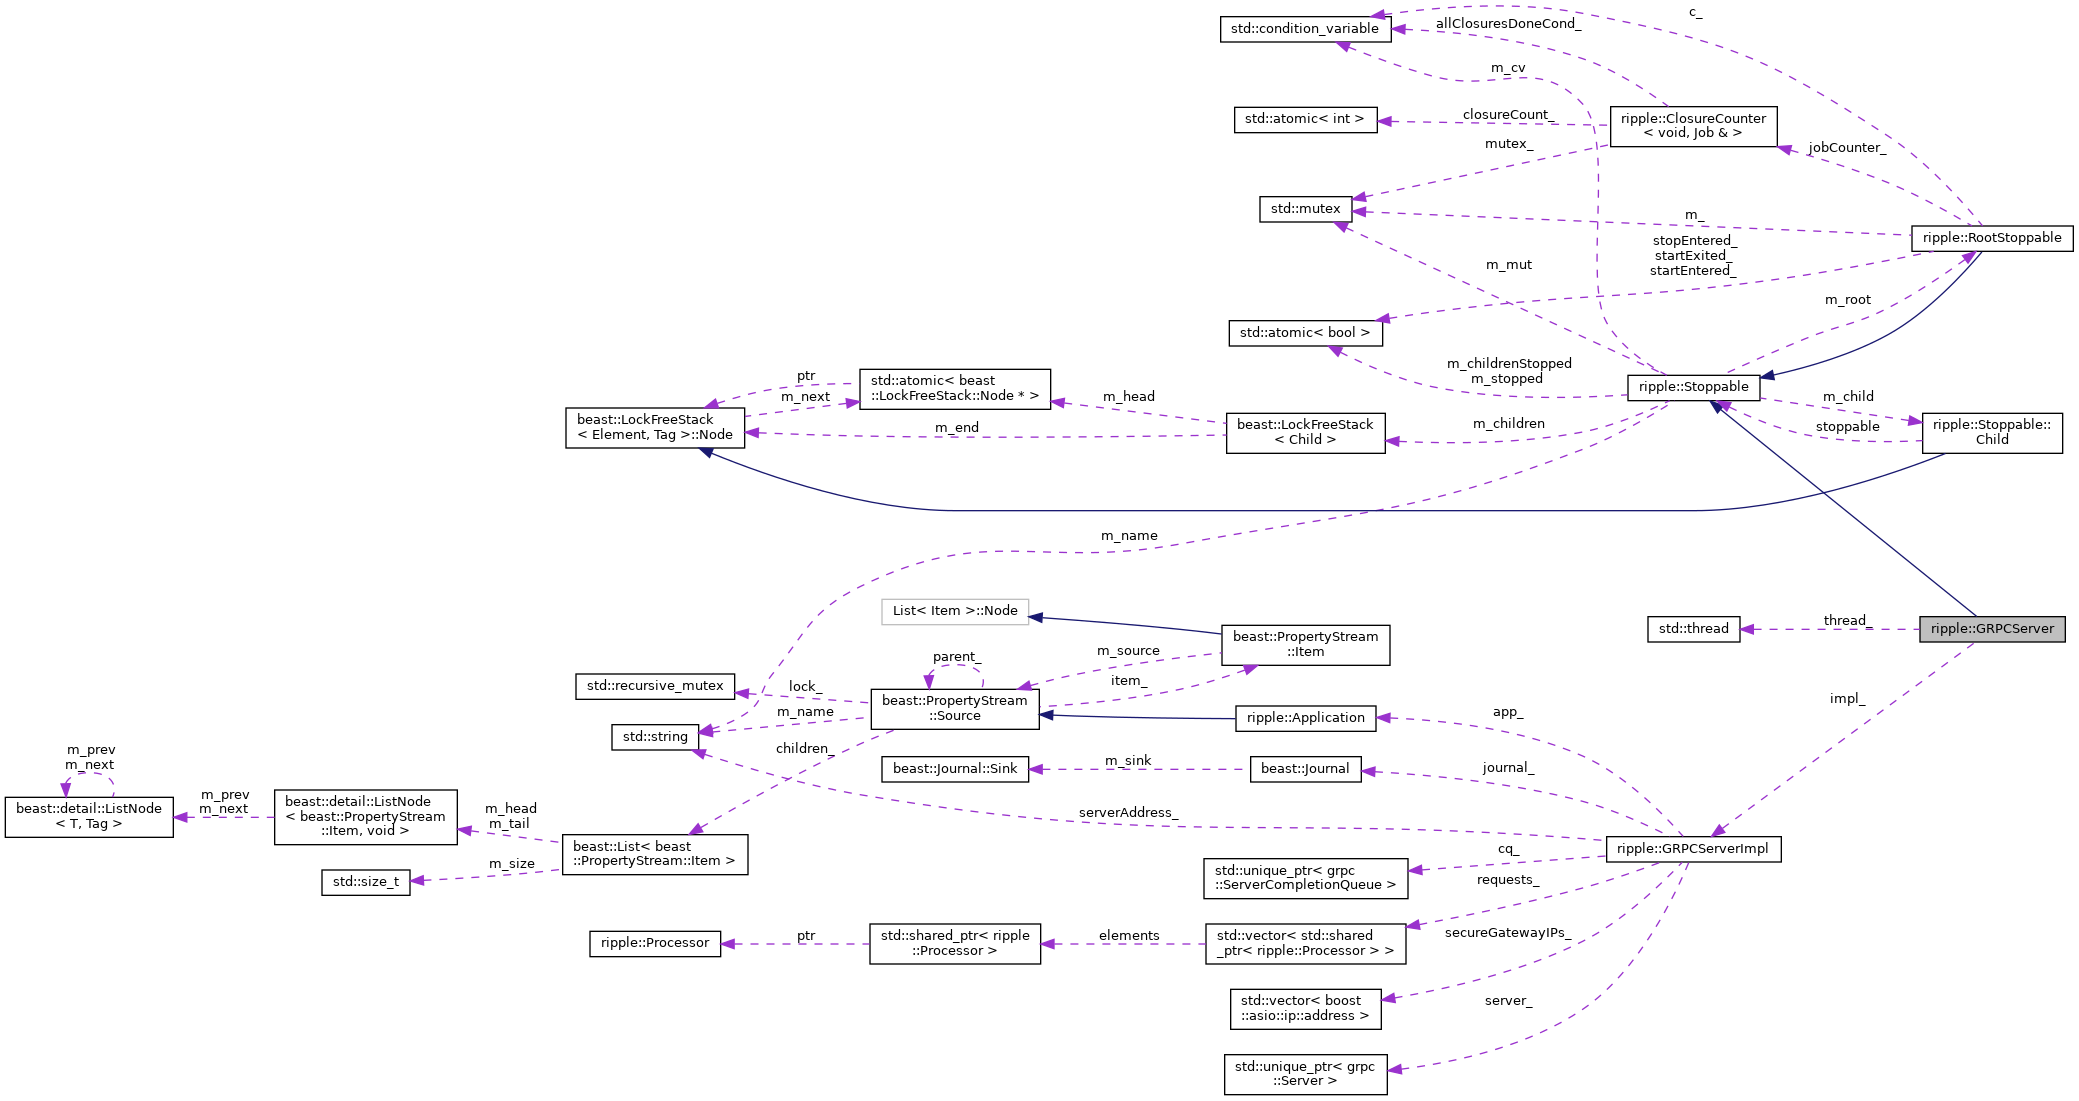 c_
allClosuresDoneCond_
std::condition_variable
m_cv
closureCount_
std::atomic< int >
ripple::ClosureCounter
< void, Job & >
mutex_
jobCounter_
std::mutex
m_
ripple::RootStoppable
stopEntered_
startExited_
startEntered_
m_mut
m_root
std::atomic< bool >
m_childrenStopped
m_stopped
ripple::Stoppable
ptr
std::atomic< beast
::LockFreeStack::Node * >
m_next
m_head
m_child
beast::LockFreeStack
< Element, Tag >::Node
m_end
beast::LockFreeStack
< Child >
m_children
stoppable
ripple::Stoppable::
Child
m_name
List< Item >::Node
thread_
std::thread
ripple::GRPCServer
beast::PropertyStream
::Item
parent_
m_source
std::recursive_mutex
lock_
item_
impl_
beast::PropertyStream
::Source
m_name
ripple::Application
app_
std::string
children_
m_prev
m_next
beast::Journal::Sink
m_sink
beast::Journal
journal_
beast::detail::ListNode
< T, Tag >
m_prev
m_next
beast::detail::ListNode
< beast::PropertyStream
::Item, void >
m_head
m_tail
serverAddress_
beast::List< beast
::PropertyStream::Item >
ripple::GRPCServerImpl
cq_
std::size_t
m_size
std::unique_ptr< grpc
::ServerCompletionQueue >
requests_
ripple::Processor
ptr
std::shared_ptr< ripple
::Processor >
elements
std::vector< std::shared
_ptr< ripple::Processor > >
secureGatewayIPs_
std::vector< boost
::asio::ip::address >
server_
std::unique_ptr< grpc
::Server >